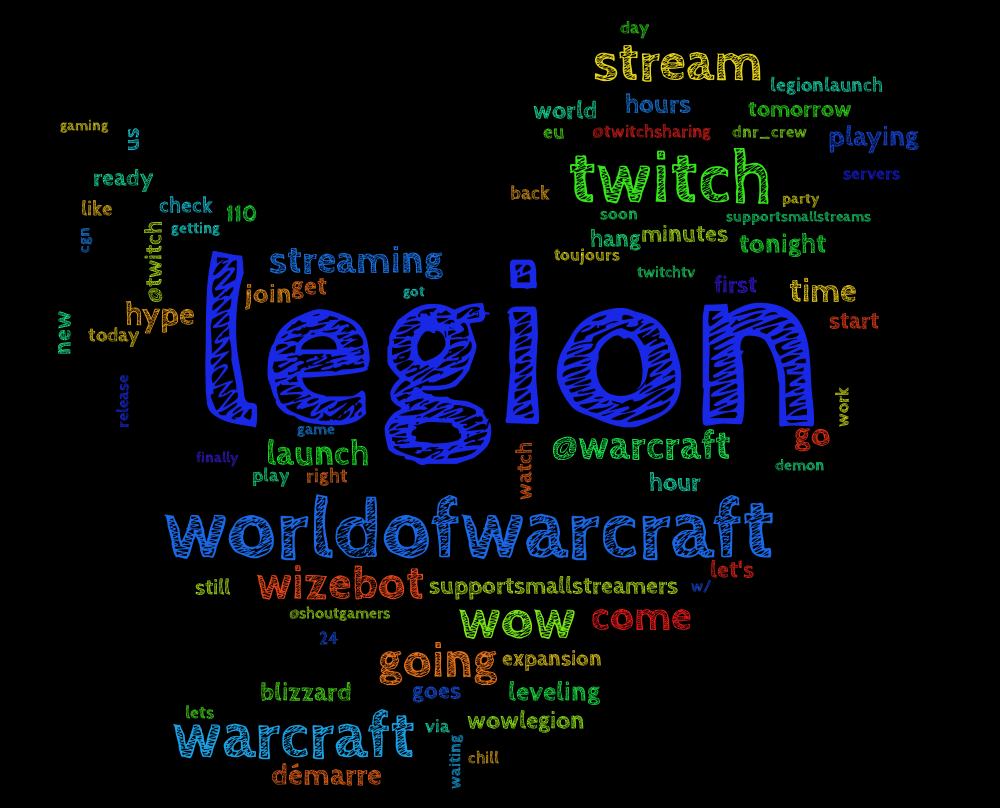 day
stream
legionlaunch
world
hours
tomorrow
gaming
us
eu
@twitchsharing
dnr_crew
playing
ready
twitch
servers
like
check
110
back
party
cgn
@twitch
getting
soon
supportsmallstreams
hang
minutes
tonight
streaming
toujours
twitchtv
join
get
got
first
time
legion
hype
new
today
start
release
work
game
finally
launch
watch
@warcraft
go
play
right
hour
demon
worldofwarcraft
let's
still
wizebot
supportsmallstreamers
w/
@shoutgamers
wow
come
24
going
expansion
blizzard
goes
leveling
lets
warcraft
via
wowlegion
waiting
chill
démarre